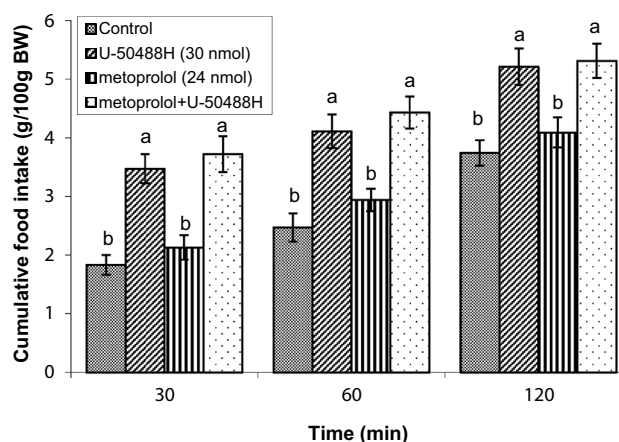 Cumulative food intake (g/100g BW)
6
5
4
3
2
1
0
Control
U-50488H (30 nmol)
metoprolol (24 nmol)
metoprolol+U-50488H
b
a
b
a
b
a
b
a
b
a
b
a
30
60
120
Time (min)